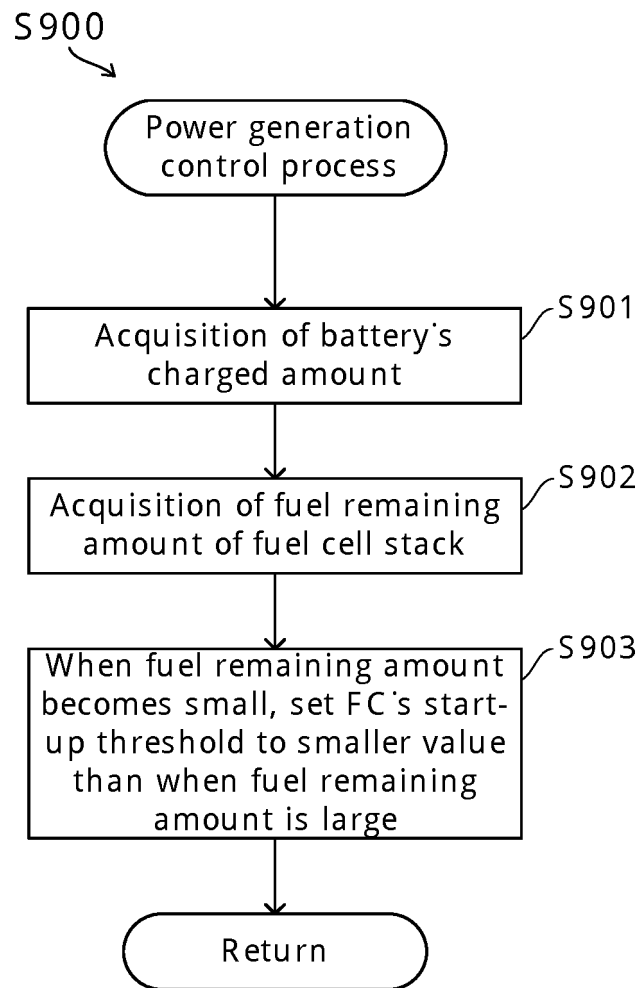 S900
Power generation
control process
S901
Acquisition of battery's
charged amount
S902
Acquisition of fuel remaining
amount of fuel cell stack
S903
When fuel remaining amount
becomes small, set FC's start-
up threshold to smaller value
than when fuel remaining
amount is large
Return